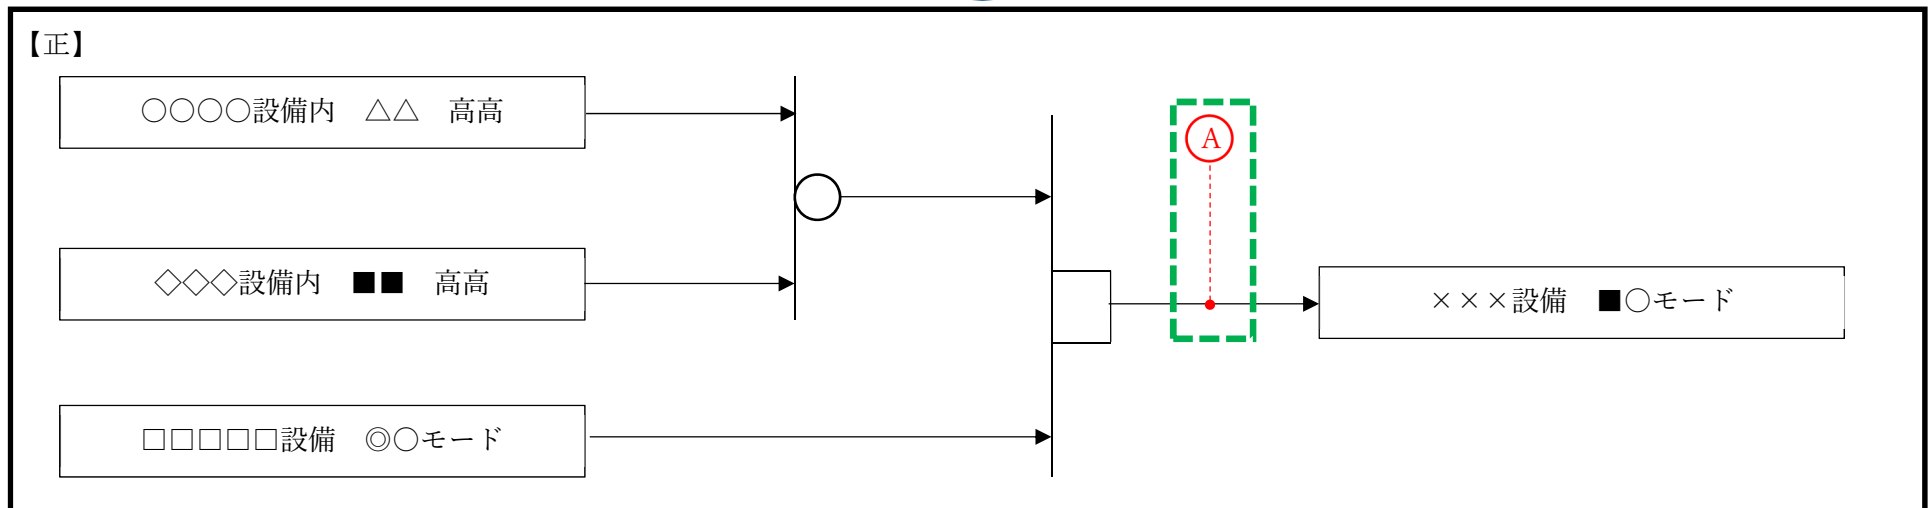 【正】
○○○○設備内　△△　高高
A
◇◇◇設備内　■■　高高
×××設備　■○モード
□□□□□設備　◎○モード